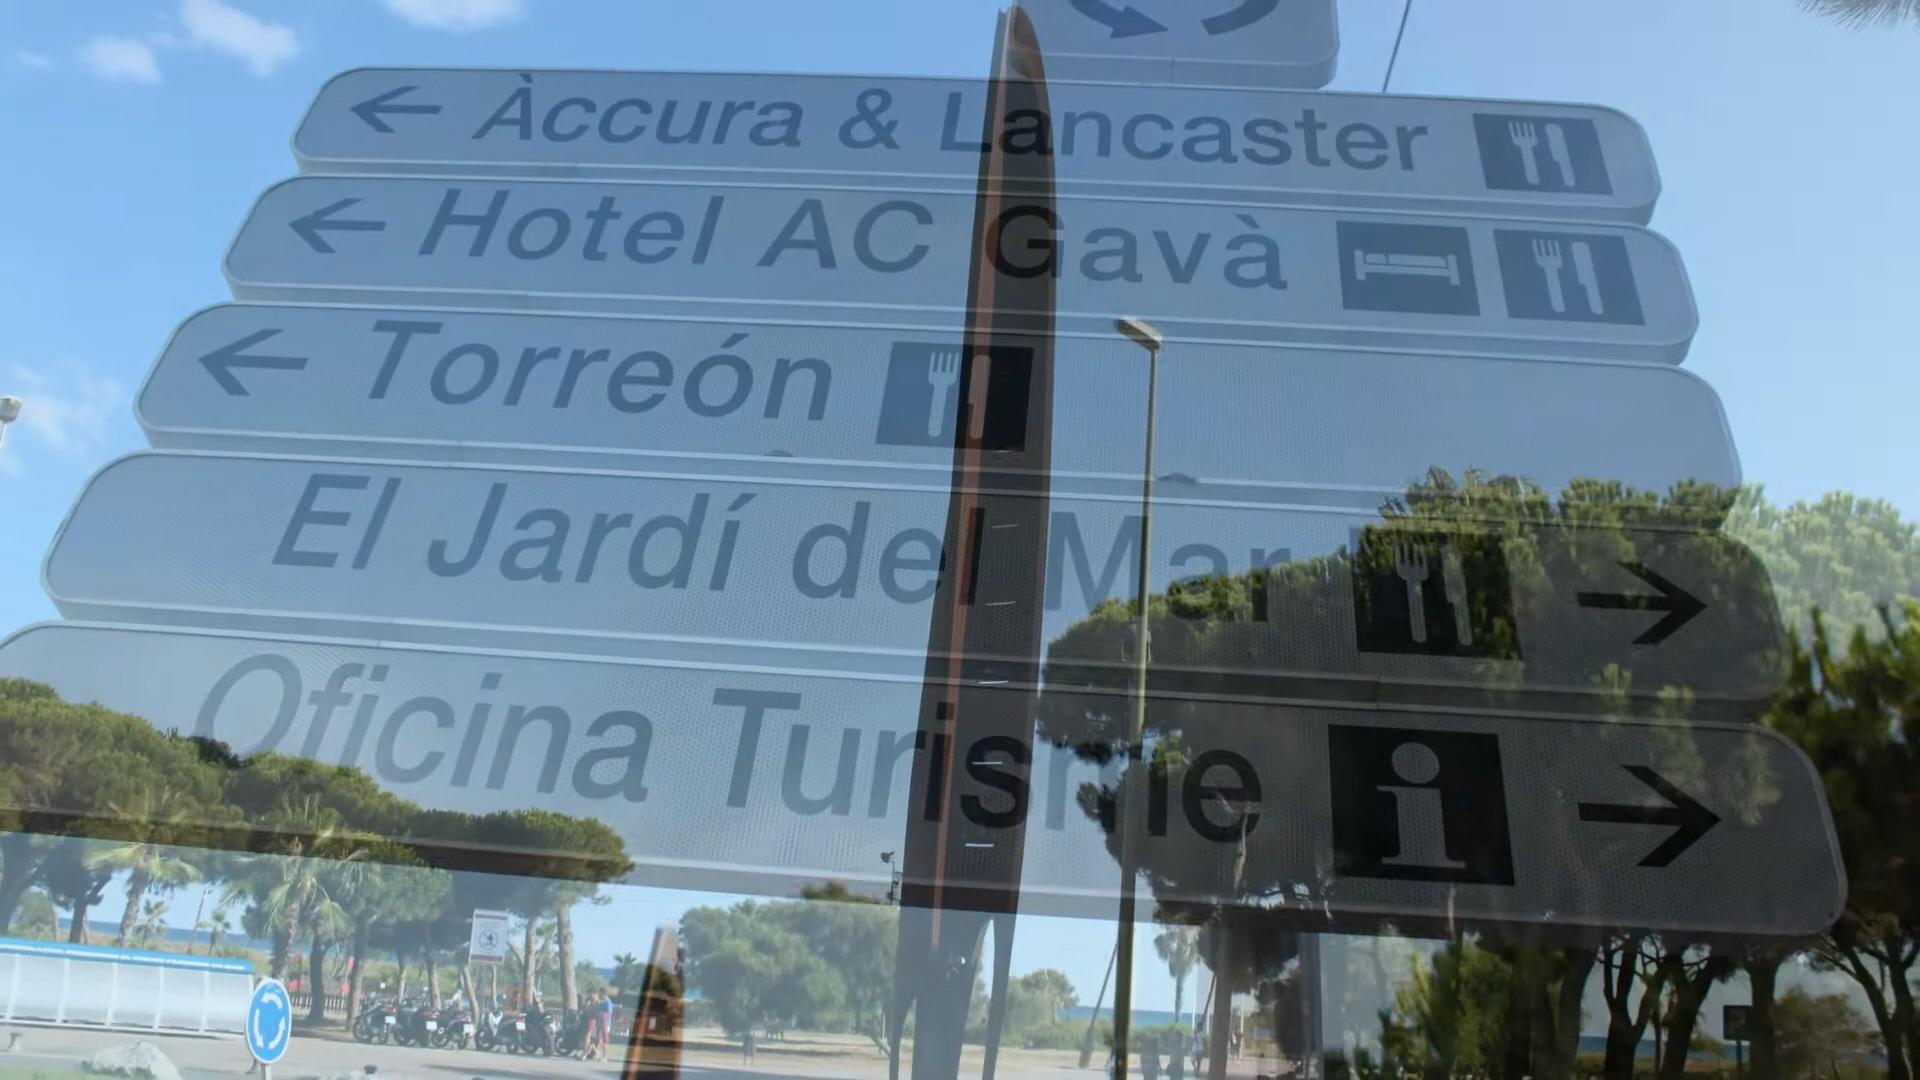 Àccura & Lancaster
Hotel AC Gavà
Torreón
El Jardí del Mar
Oficina Turisme
i